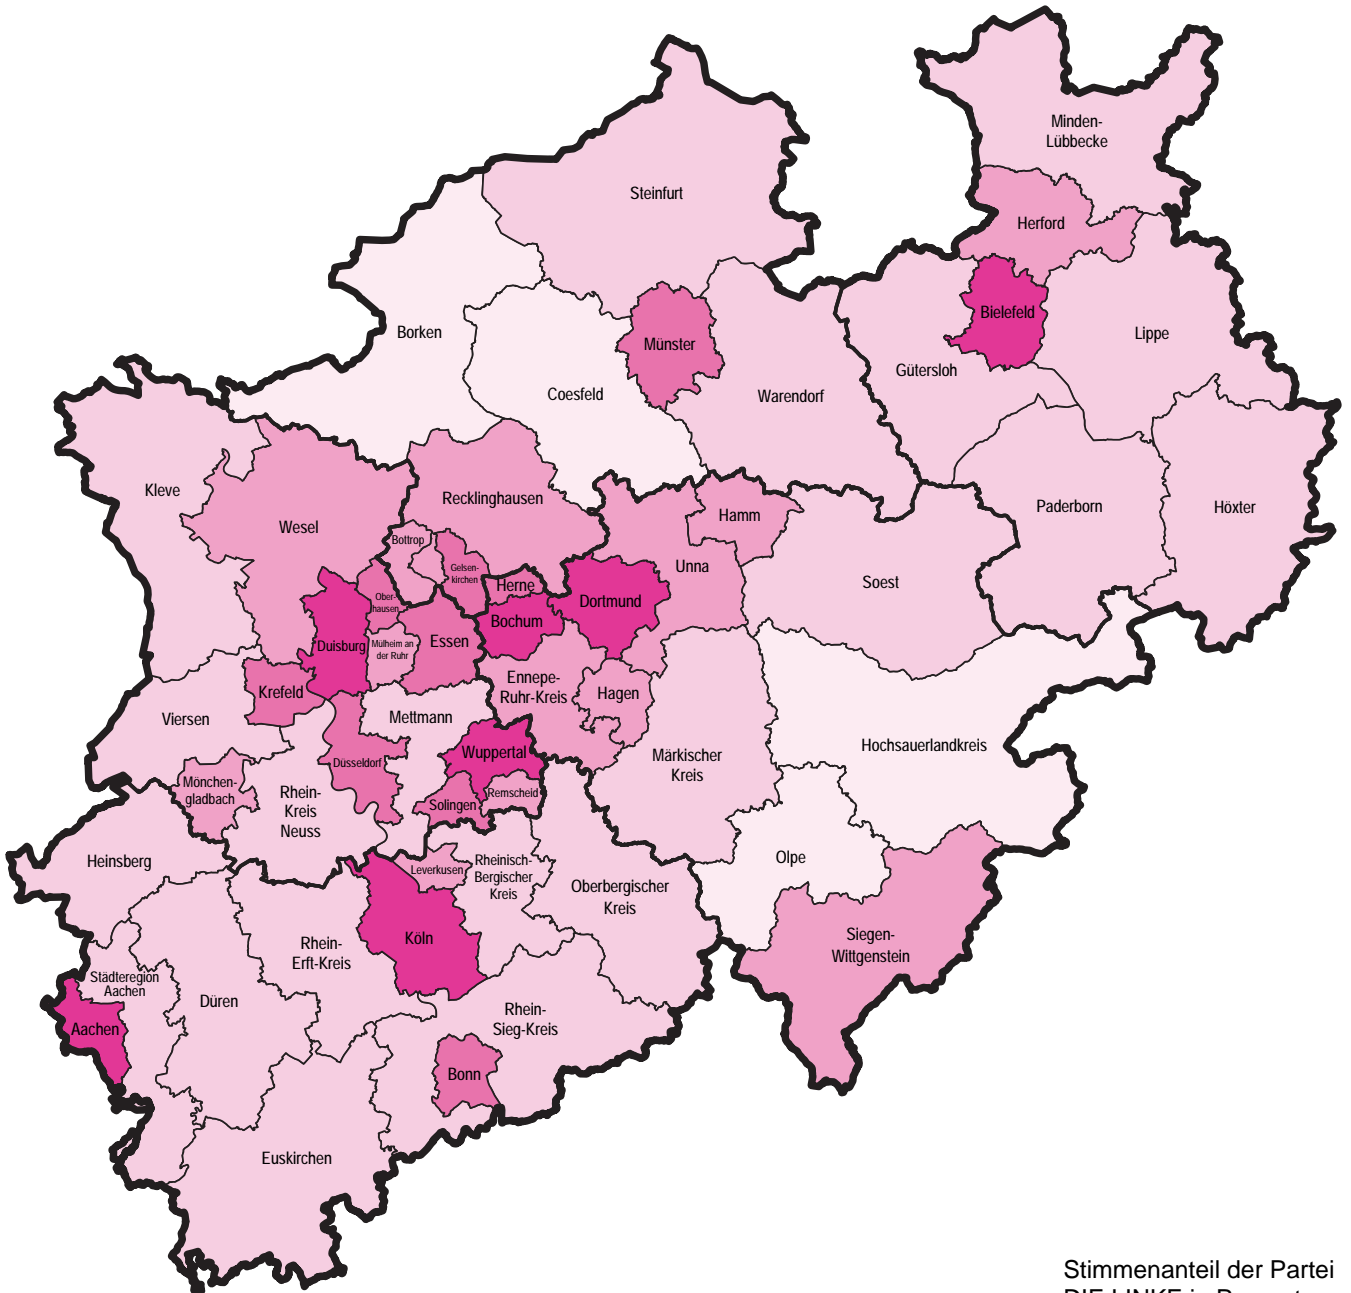 Minden-
Lübbecke
Steinfurt
Herford
Bielefeld
Lippe
Borken
Münster
Gütersloh
Coesfeld
Warendorf
Kleve
Recklinghausen
Wesel
Hamm
Paderborn
Höxter
Bottrop
Gelsen-
kirchen
Unna
Soest
Herne
Ober-
hausen
Dortmund
Bochum
Duisburg
Mülheim an
der Ruhr
Essen
Ennepe-
Ruhr-Kreis
Hagen
Krefeld
Viersen
Mettmann
Hochsauerlandkreis
Düsseldorf
Wuppertal
Märkischer
Kreis
Mönchen-
gladbach
Rhein-
Kreis
Neuss
Solingen
Remscheid
Heinsberg
Leverkusen
Rheinisch-
Bergischer
Kreis
Olpe
Oberbergischer
Kreis
Köln
Rhein-
Erft-Kreis
Siegen-
Wittgenstein
Städteregion
Aachen
Düren
Aachen
Rhein-
Sieg-Kreis
Bonn
Euskirchen
Stimmenanteil der Partei